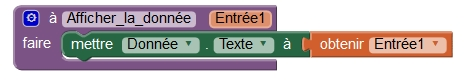 à Afficher_la_donnée Entrée1
faire mettre Donnée . Texte à obtenir Entrée1